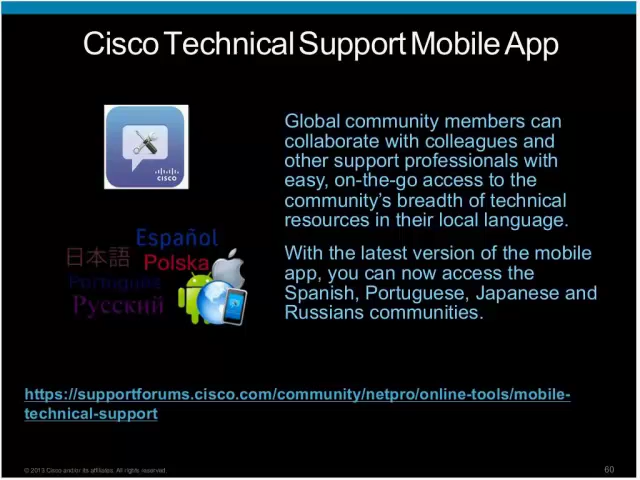 Cisco Technical Support Mobile App
cisco
Global community members can
collaborate with colleagues and
other support professionals with
easy, on-the-go access to the
community's breadth of technical
resources in their local language.
Español
日本語
Polska
Português
Русский
With the latest version of the mobile
app, you can now access the
Spanish, Portuguese, Japanese and
Russians communities.
https://supportforums.cisco.com/community/netpro/online-tools/mobile-
technical-support
© 2013 Cisco and/or its affiliates. All rights reserved.
60